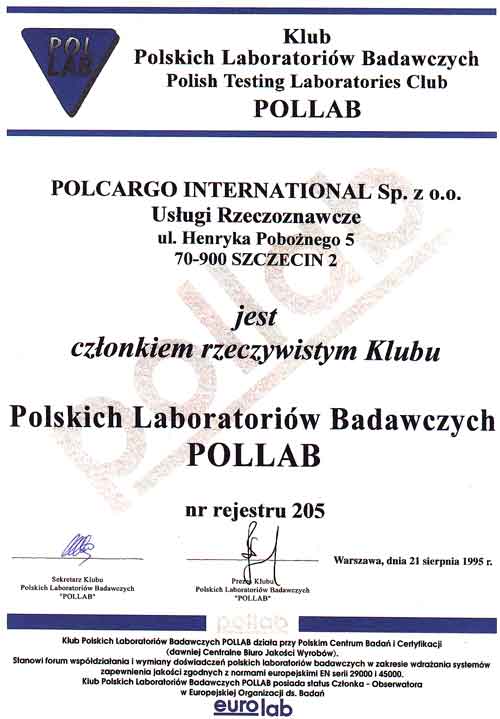 POL
LAB
Klub
Polskich Laboratoriów Badawczych
Polish Testing Laboratories Club
POLLAB
POLCARGO INTERNATIONAL Sp. z o.o.
Usługi Rzeczoznawcze
ul. Henryka Pobożnego 5
70-900 SZCZECIN 2
pollab
jest
członkiem rzeczywistym Klubu
Polskich Laboratoriów Badawczych
POLLAB
nr rejestru 205
Warszawa, dnia 21 sierpnia 1995 r.
Sekretarz Klubu
Polskich Laboratoriów Badawczych
"POLLAB"
Prezes Klubu
Polskich Laboratoriów Badawczych
"POLLAB"
pollab
Klub Polskich Laboratoriów Badawczych POLLAB działa przy Polskim Centrum Badań i Certyfikacji
(dawniej Centralne Biuro Jakości Wyrobów).
Stanowi forum współdziałania i wymiany doświadczeń polskich laboratoriów badawczych w zakresie wdrażania systemów
zapewnienia jakości zgodnych z normami europejskimi EN serii 29000 i 45000.
Klub Polskich Laboratoriów Badawczych POLLAB posiada status Członka - Obserwatora
w Europejskiej Organizacji ds. Badań
eurolab